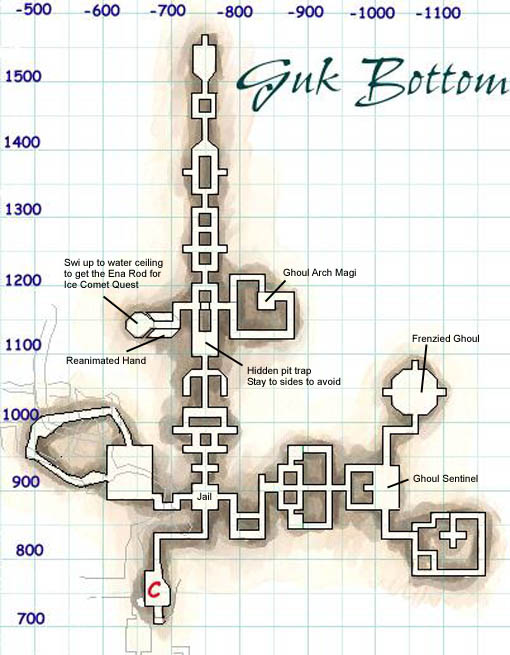 -500 -600 -700 -800 -900 -1000 -1100
Guk Bottom
1500
1400
1300
1200
Swi up to water ceiling
to get the Ena Rod for
Ice Comet Quest
Ghoul Arch Magi
Reanimated Hand
1100
Hidden pit trap
Stay to sides to avoid
Frenzied Ghoul
1000
900
Jail
Ghoul Sentinel
800
C
700